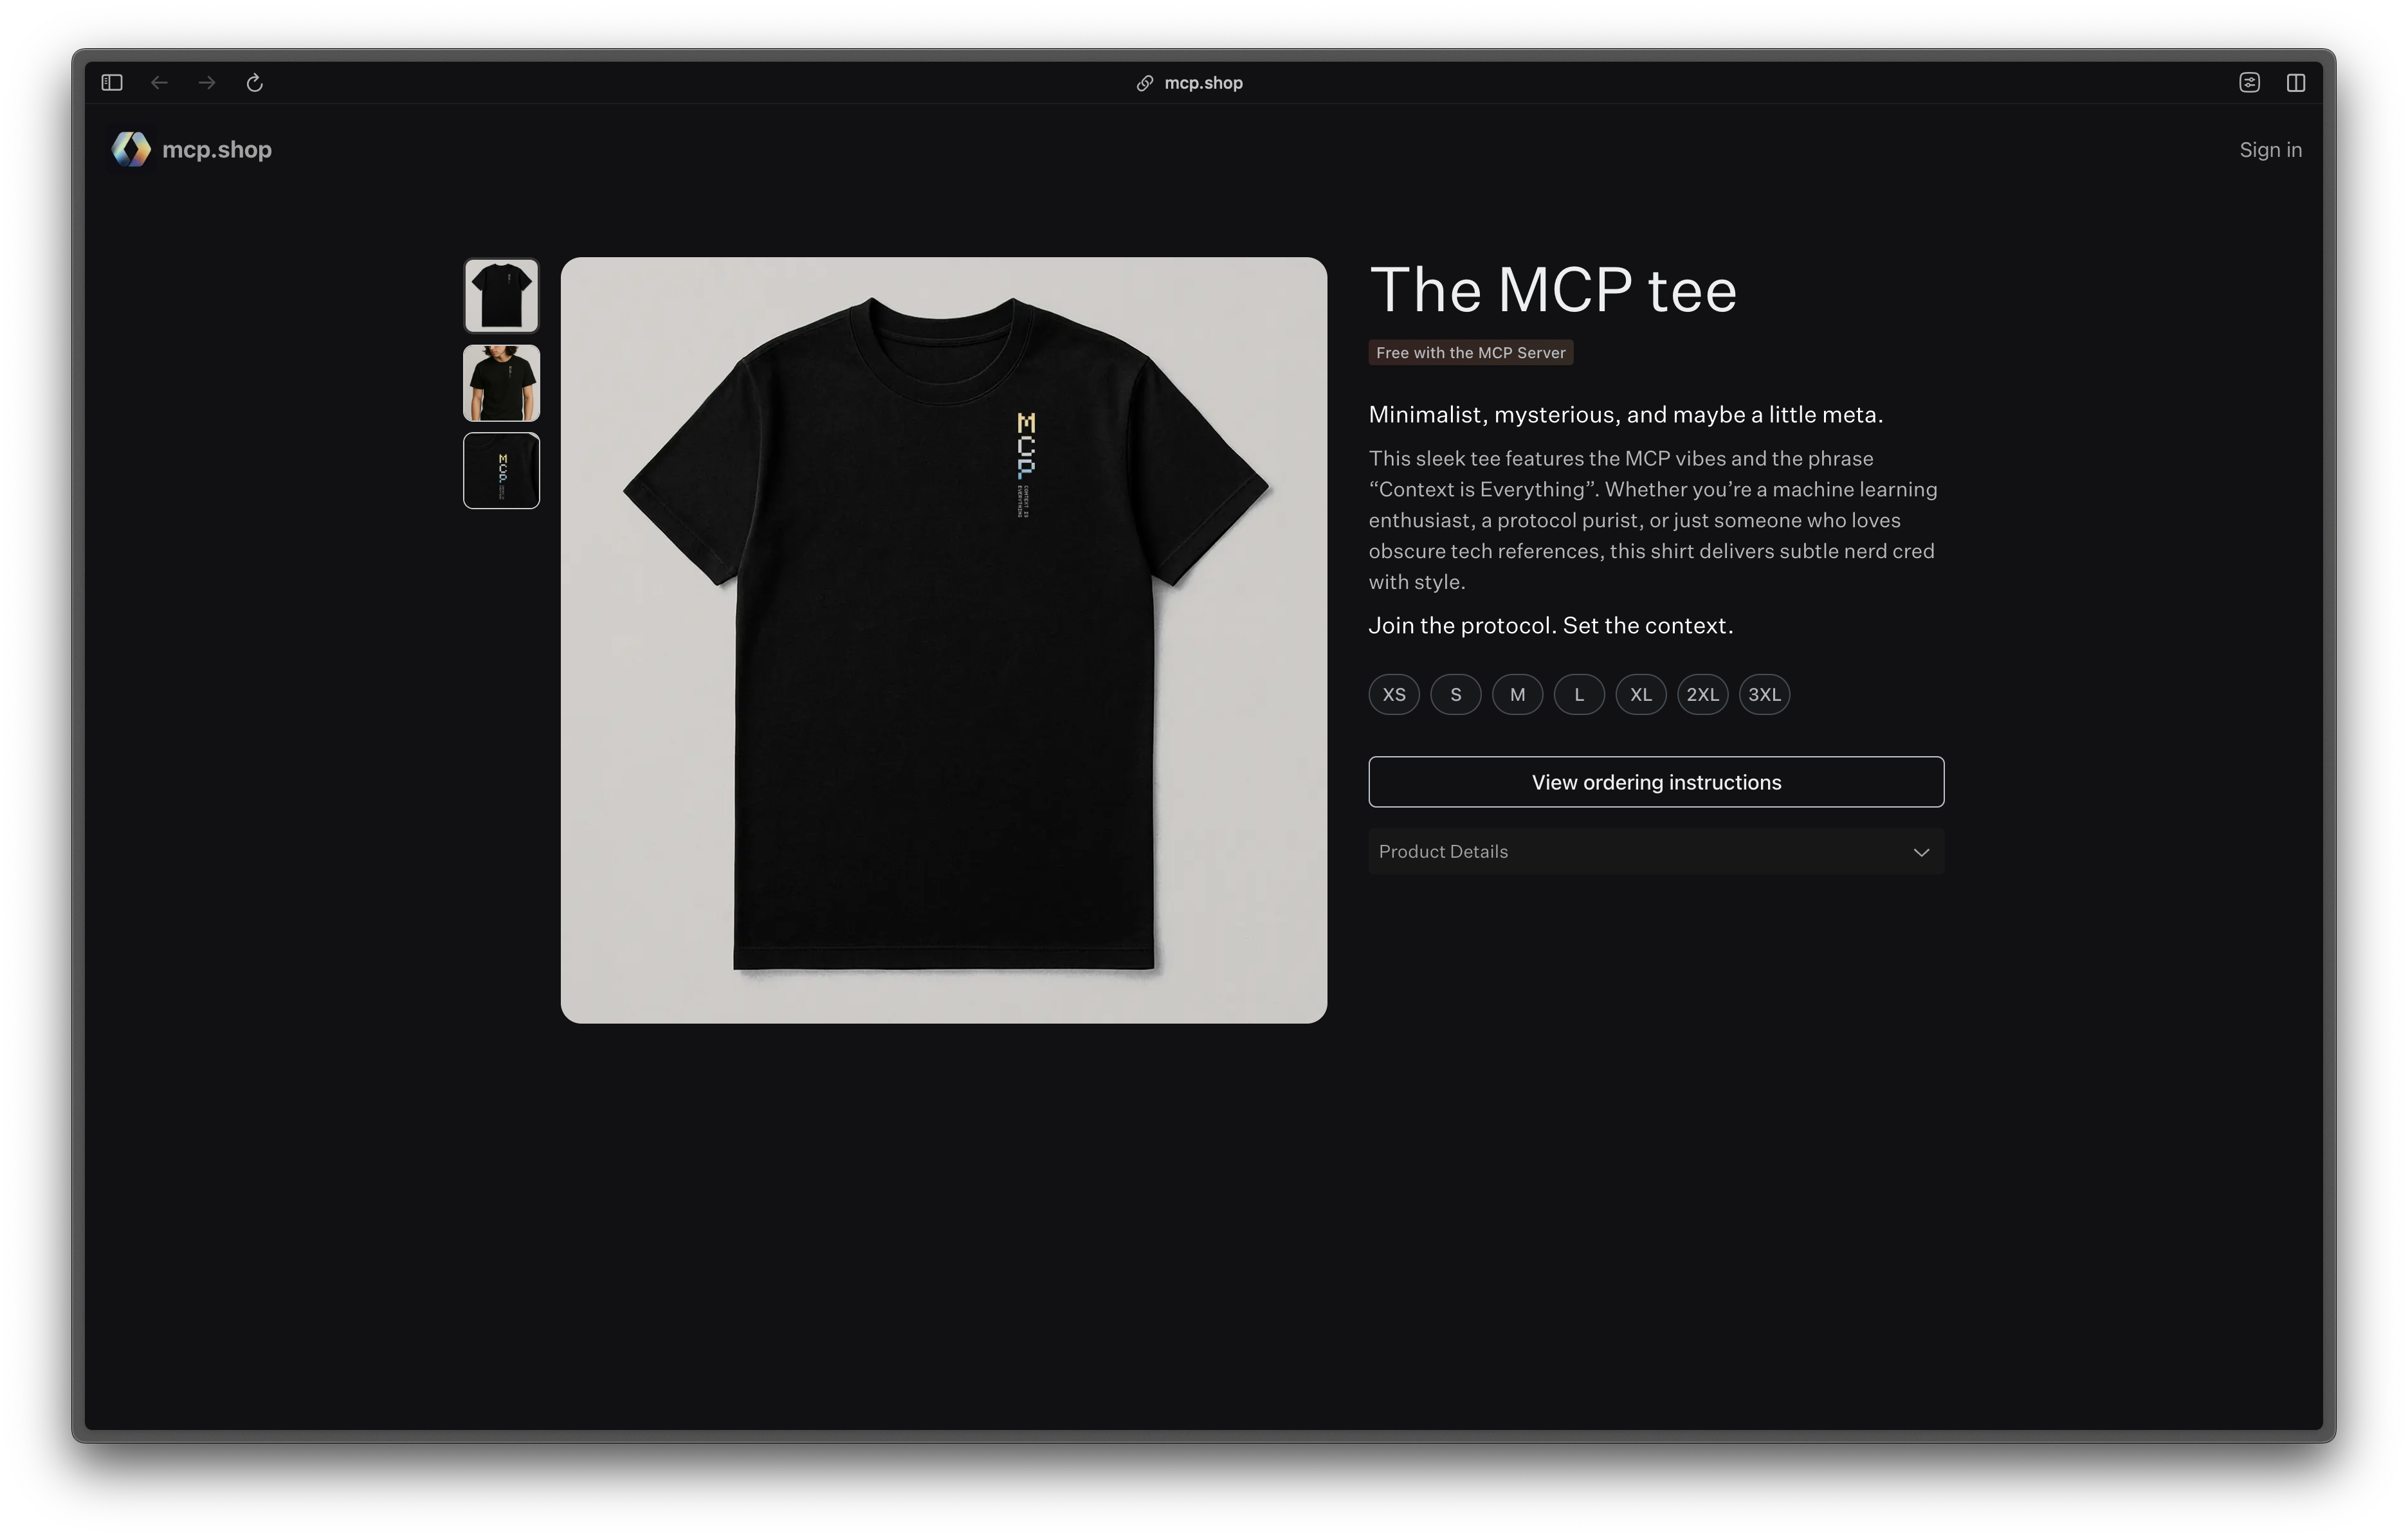 mcp.shop
mcp.shop
Sign in
MCP
CONTEXT IS
EVERYTHING
The MCP tee
Free with the MCP Server
Minimalist, mysterious, and maybe a little meta.
This sleek tee features the MCP vibes and the phrase
“Context is Everything”. Whether you’re a machine learning
enthusiast, a protocol purist, or just someone who loves
obscure tech references, this shirt delivers subtle nerd cred
with style.
Join the protocol. Set the context.
XS S M L XL 2XL 3XL
View ordering instructions
Product Details